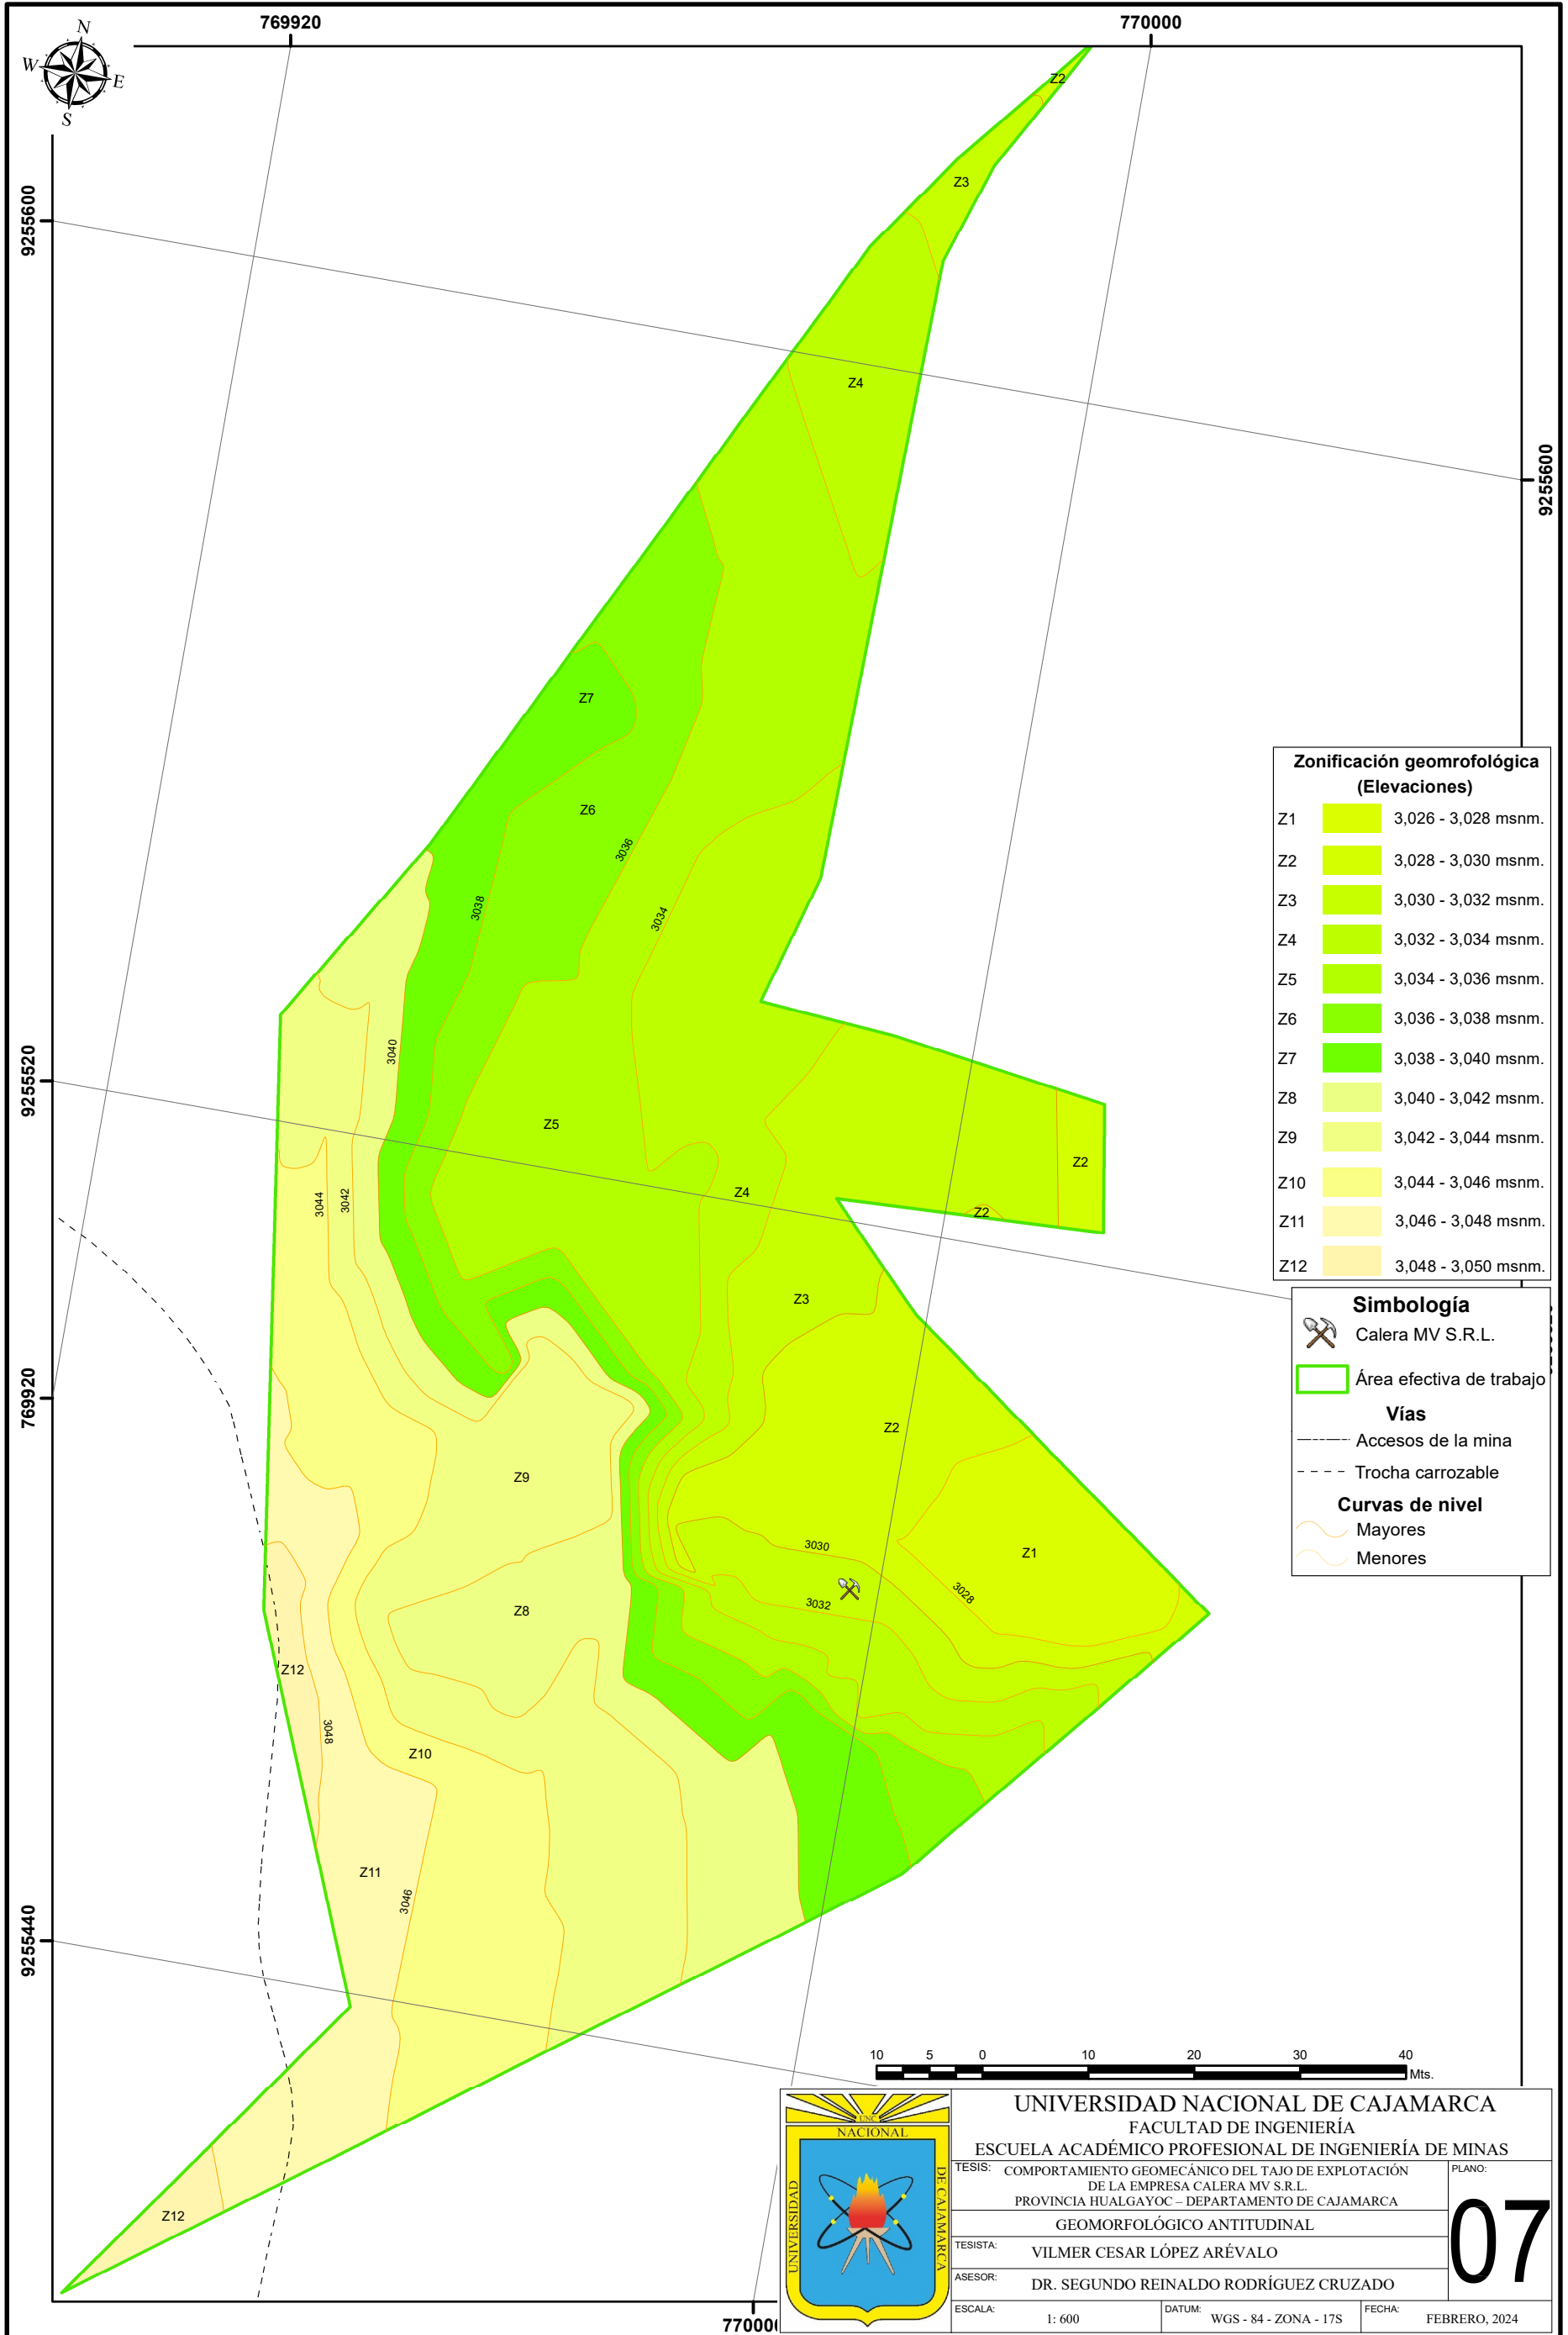 769920
770000
N
W
E
S
Z2
Z3
9255600
Z4
9255600
Z7
Z6
3036
3038
3034
3040
9255520
Z5
Z4
Z2
Z2
3044
3042
Z3
769920
Z2
Z9
3030
Z1
3028
3032
Z8
Z12
3048
Z10
Z11
3046
9255440
Z12
770000
Zonificación geomrofológica
(Elevaciones)
Z1 3,026 - 3,028 msnm.
Z2 3,028 - 3,030 msnm.
Z3 3,030 - 3,032 msnm.
Z4 3,032 - 3,034 msnm.
Z5 3,034 - 3,036 msnm.
Z6 3,036 - 3,038 msnm.
Z7 3,038 - 3,040 msnm.
Z8 3,040 - 3,042 msnm.
Z9 3,042 - 3,044 msnm.
Z10 3,044 - 3,046 msnm.
Z11 3,046 - 3,048 msnm.
Z12 3,048 - 3,050 msnm.
Simbología
Calera MV S.R.L.
Área efectiva de trabajo
Vías
Accesos de la mina
Trocha carrozable
Curvas de nivel
Mayores
Menores
10 5 0 10 20 30 40
Mts.
UNC
NACIONAL
UNIVERSIDAD
DE CAJAMARCA
UNIVERSIDAD NACIONAL DE CAJAMARCA
FACULTAD DE INGENIERÍA
ESCUELA ACADÉMICO PROFESIONAL DE INGENIERÍA DE MINAS
TESIS: COMPORTAMIENTO GEOMECÁNICO DEL TAJO DE EXPLOTACIÓN
DE LA EMPRESA CALERA MV S.R.L.
PROVINCIA HUALGAYOC – DEPARTAMENTO DE CAJAMARCA
PLANO:
07
GEOMORFOLÓGICO ANTITUDINAL
TESISTA: VILMER CESAR LÓPEZ ARÉVALO
ASESOR: DR. SEGUNDO REINALDO RODRÍGUEZ CRUZADO
ESCALA: 1: 600
DATUM: WGS - 84 - ZONA - 17S
FECHA: FEBRERO, 2024